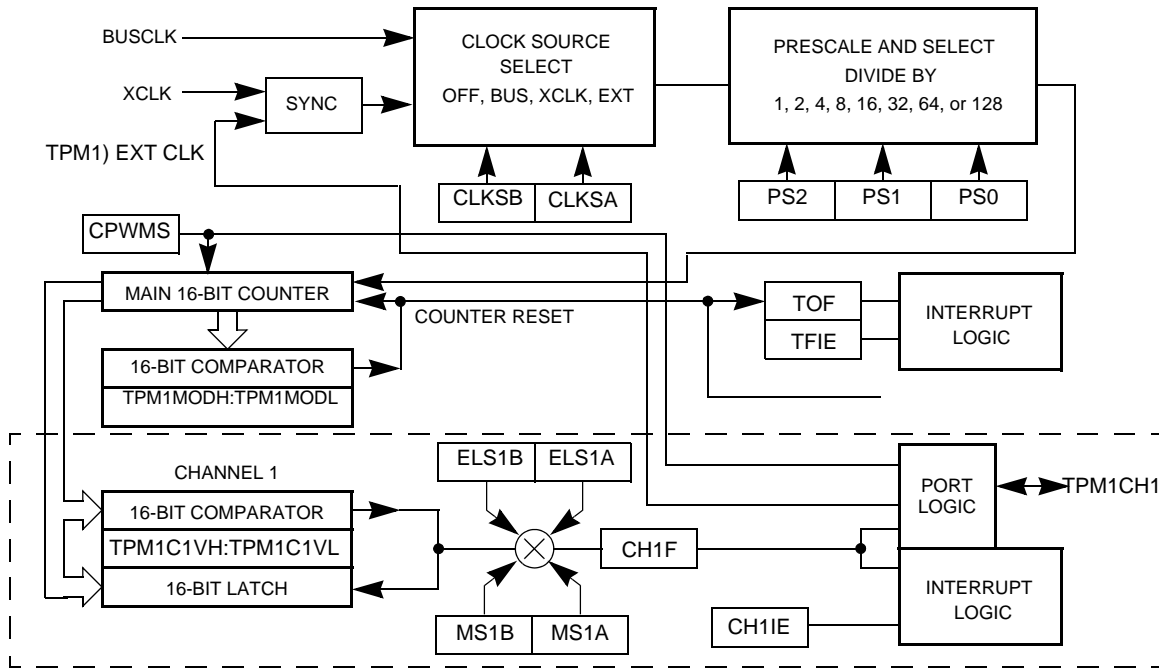 BUSCLK
CLOCK SOURCE
SELECT
OFF, BUS, XCLK, EXT
PRESCALE AND SELECT
DIVIDE BY
1, 2, 4, 8, 16, 32, 64, or 128
XCLK
SYNC
TPM1) EXT CLK
CLKSB
CLKSA
PS2
PS1
PS0
CPWMS
MAIN 16-BIT COUNTER
COUNTER RESET
TOF
TFIE
INTERRUPT
LOGIC
16-BIT COMPARATOR
TPM1MODH:TPM1MODL
CHANNEL 1
ELS1B
ELS1A
16-BIT COMPARATOR
TPM1C1VH:TPM1C1VL
16-BIT LATCH
CH1F
PORT
LOGIC
TPM1CH1
INTERRUPT
LOGIC
MS1B
MS1A
CH1IE